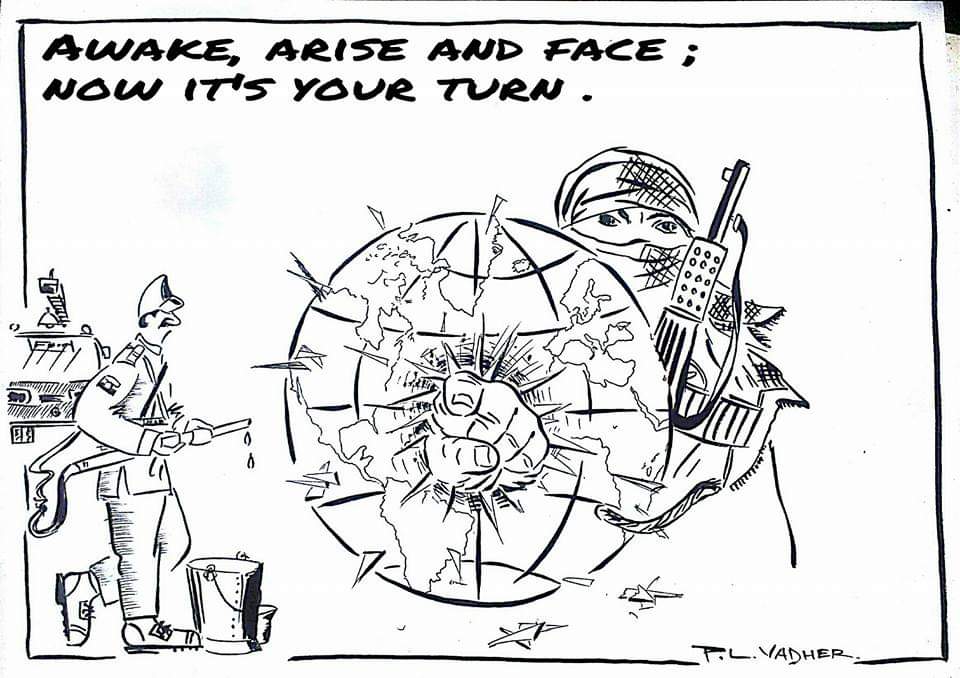 AWAKE, ARISE AND FACE ;
NOW IT'S YOUR TURN .
P. L. VADHER.